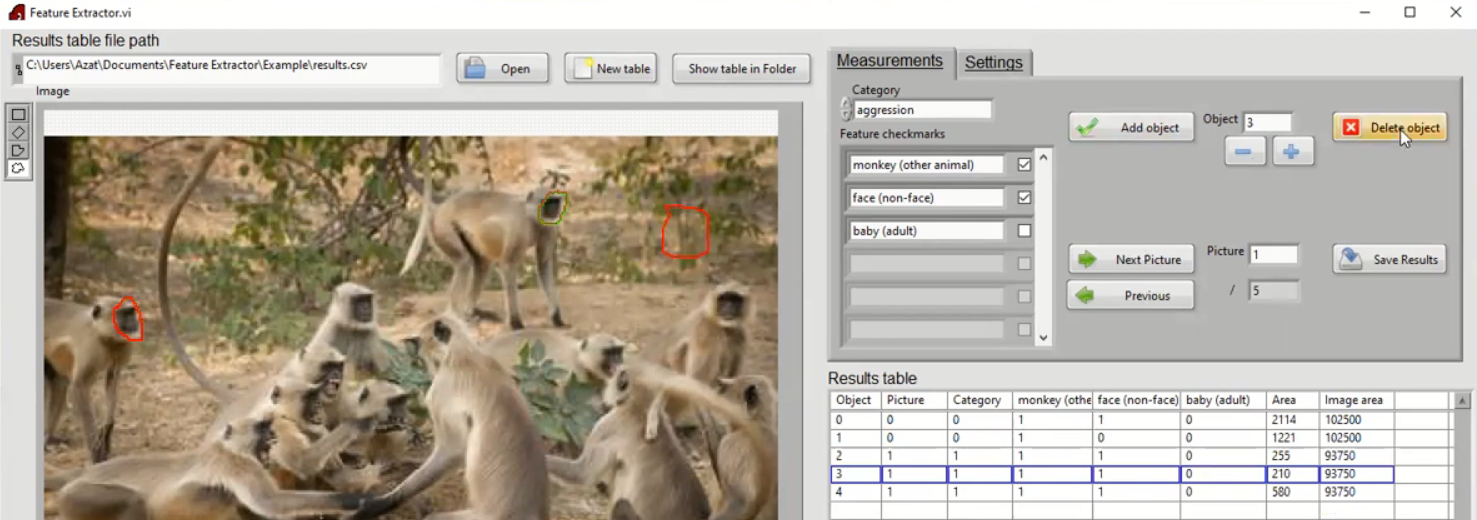 Feature Extractor.vi
Results table file path
C:\Users\Azat\Documents\Feature Extractor\Example\results.csv
Open
New table
Show table in Folder
Image
Measurements
Settings
Category
aggression
Feature checkmarks
monkey (other animal)
face (non-face)
baby (adult)
Add object
Object
3
Delete object
Next Picture
Picture
1
Save Results
Previous
/
5
Results table
Object Picture Category monkey (othe face (non-face) baby (adult) Area Image area
0 0 0 1 1 0 2114 102500
1 0 0 1 0 0 1221 102500
2 1 1 1 1 0 255 93750
3 1 1 1 1 0 210 93750
4 1 1 1 1 0 580 93750